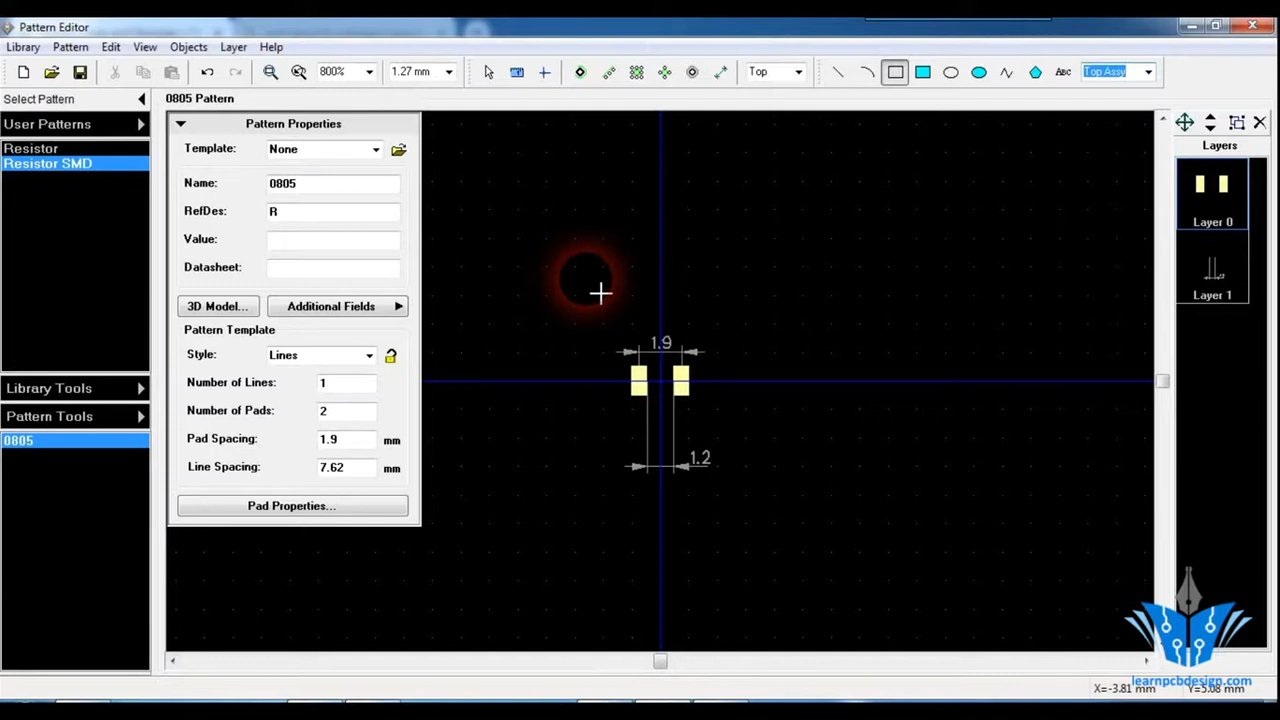 Pattern Editor
Library Pattern Edit View Objects Layer Help
800% 1.27 mm Top ABC Top Assy
Select Pattern
0805 Pattern
User Patterns
Resistor
Resistor SMD
Library Tools
Pattern Tools
0805
Pattern Properties
Template: None
Name: 0805
RefDes: R
Value:
Datasheet:
3D Model... Additional Fields
Pattern Template
Style: Lines
Number of Lines: 1
Number of Pads: 2
Pad Spacing: 1.9 mm
Line Spacing: 7.62 mm
Pad Properties...
1.9
1.2
Layers
Layer 0
Layer 1
learnpcbdesign.com
X=-3.81 mm Y=5.08 mm